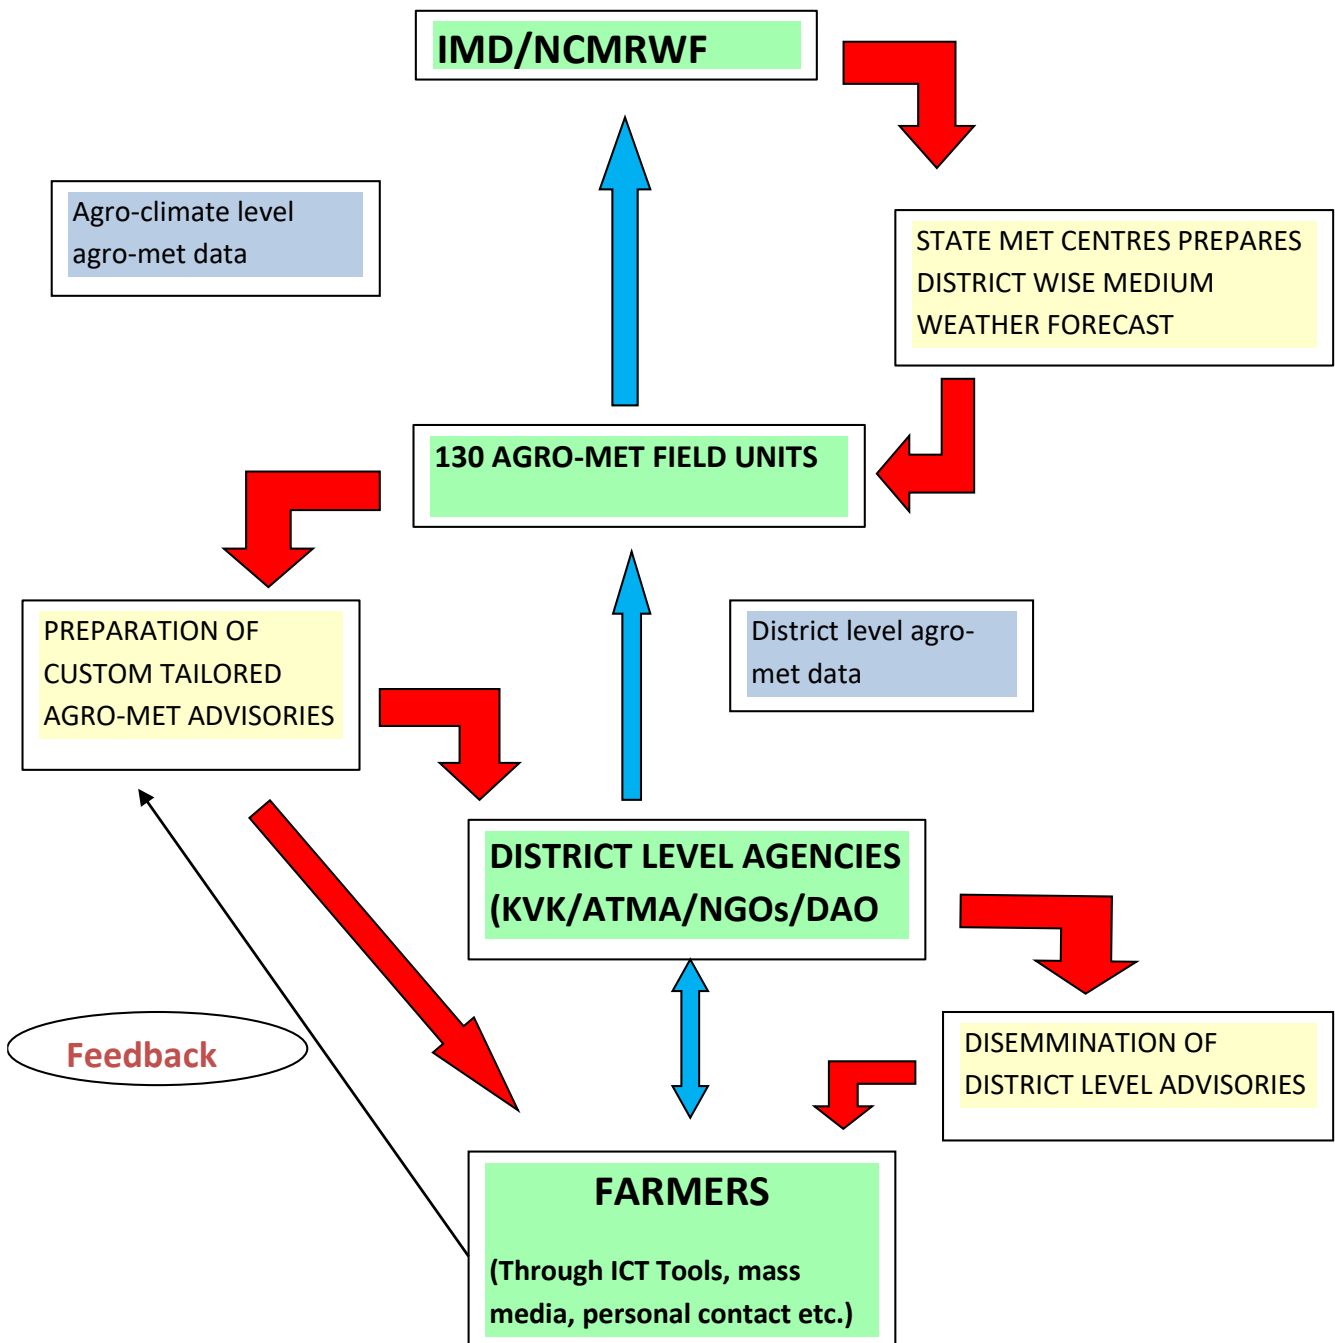 IMD/NCMRWF
Agro-climate level
agro-met data
STATE MET CENTRES PREPARES
DISTRICT WISE MEDIUM
WEATHER FORECAST
130 AGRO-MET FIELD UNITS
PREPARATION OF
CUSTOM TAILORED
AGRO-MET ADVISORIES
District level agro-
met data
DISTRICT LEVEL AGENCIES
(KVK/ATMA/NGOs/DAO
Feedback
DISEMMINATION OF
DISTRICT LEVEL ADVISORIES
FARMERS
(Through ICT Tools, mass
media, personal contact etc.)